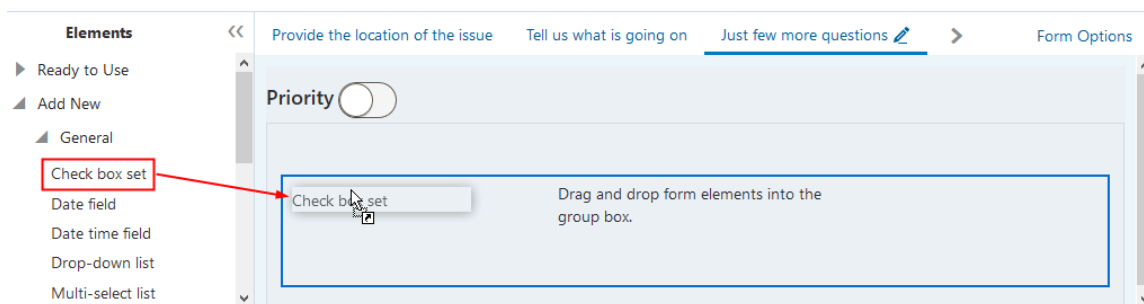 Elements
Provide the location of the issue
Tell us what is going on
Just few more questions
Form Options
Ready to Use
Add New
General
Check box set
Date field
Date time field
Drop-down list
Multi-select list
Priority
Check box set
Drag and drop form elements into the
group box.